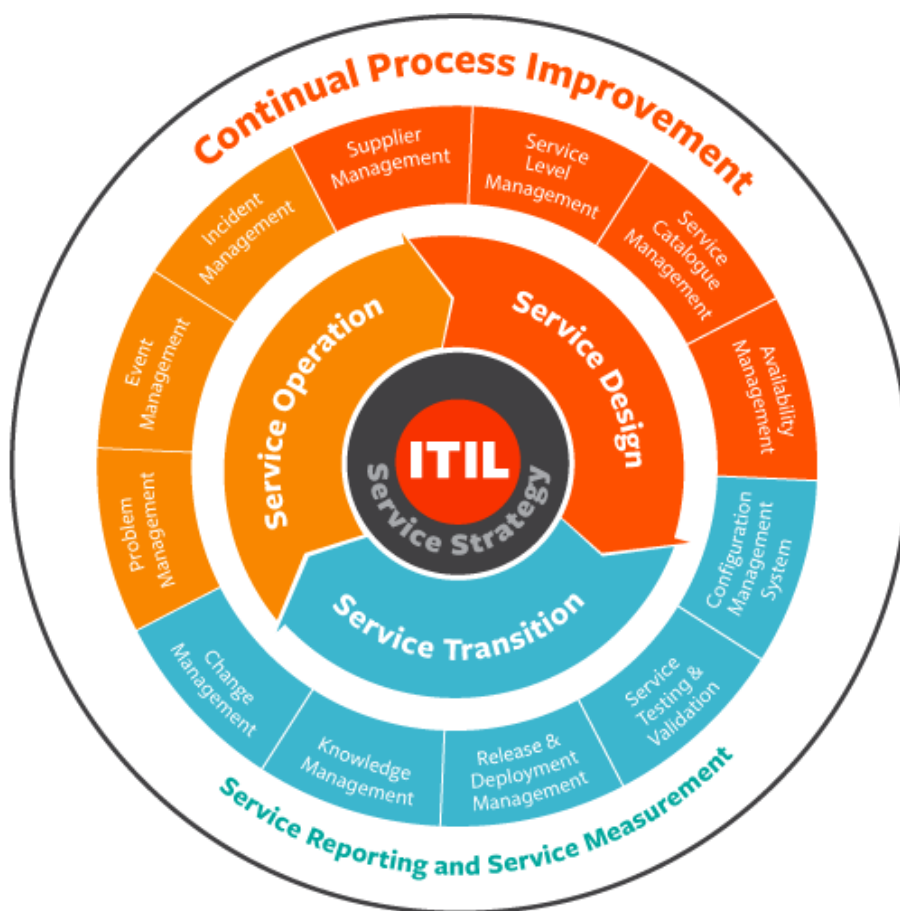 Continual Process Improvement
Supplier
Management
Service
Level
Management
Service
Catalogue
Management
Availability
Management
Configuration
Management
System
Service
Testing &
Validation
Release &
Deployment
Management
Knowledge
Management
Change
Management
Problem
Management
Event
Management
Incident
Management
Service Operation
Service Design
Service Transition
ITIL
Service Strategy
Service Reporting and Service Measurement